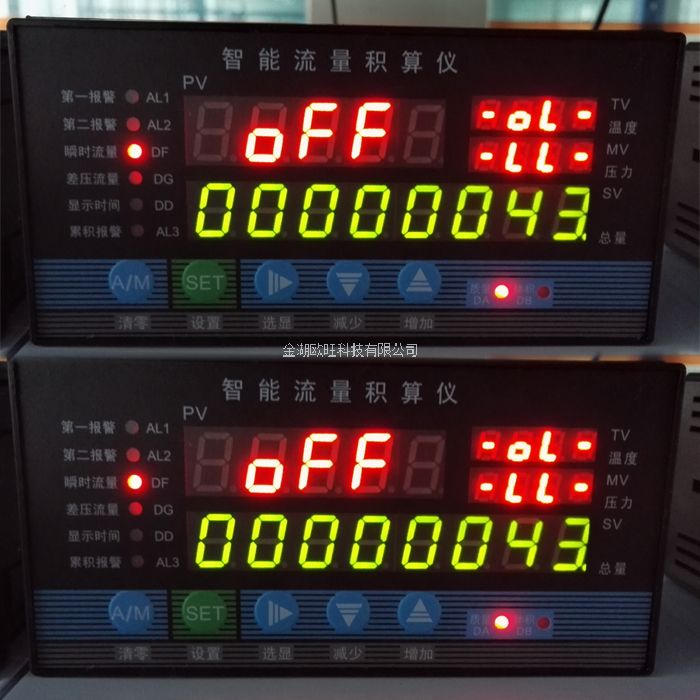 智能流量积算仪
PV
第一报警 AL1
第二报警 AL2
瞬时流量 DF
差压流量 DG
显示时间 DD
累积报警 AL3
oFF
-oL-
-LL-
TV
温度
MV
压力
SV
00000043.
总量
A/M
SET
清零
设置
选显
减少
增加
DA
DB
金湖欧旺科技有限公司
智能流量积算仪
PV
第一报警 AL1
第二报警 AL2
瞬时流量 DF
差压流量 DG
显示时间 DD
累积报警 AL3
oFF
-oL-
-LL-
TV
温度
MV
压力
SV
00000043.
总量
A/M
SET
清零
设置
选显
减少
增加
DA
DB